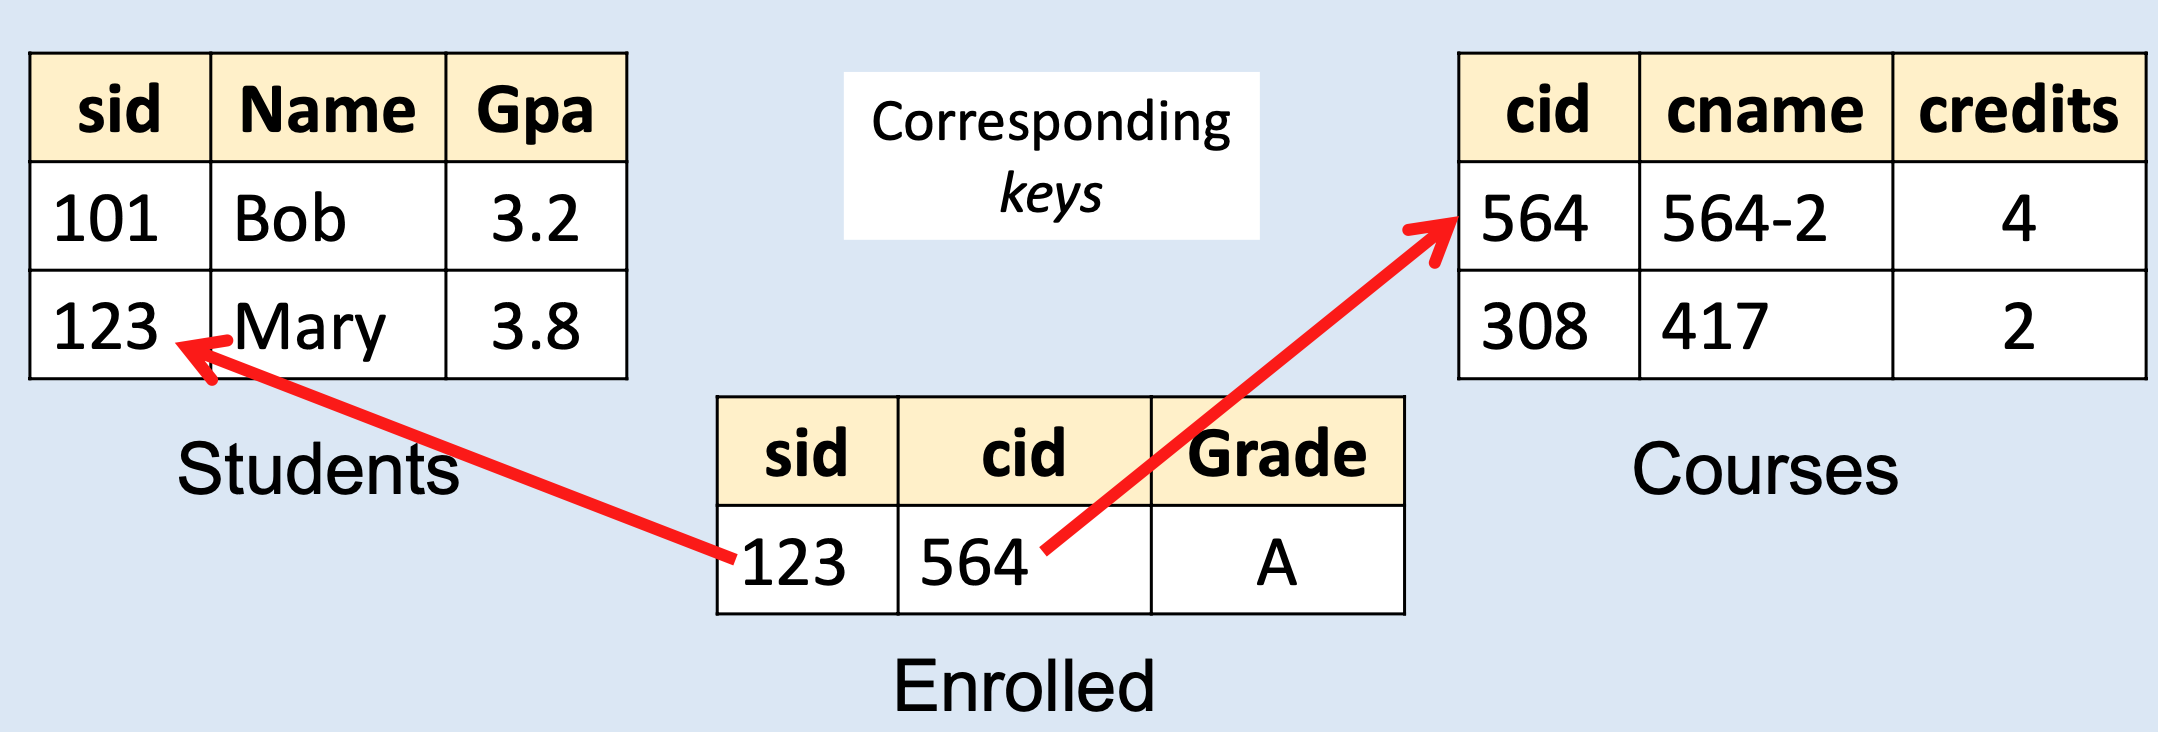 sid Name Gpa
101 Bob 3.2
123 Mary 3.8
Students
Corresponding
keys
cid cname credits
564 564-2 4
308 417 2
Courses
sid cid Grade
123 564 A
Enrolled